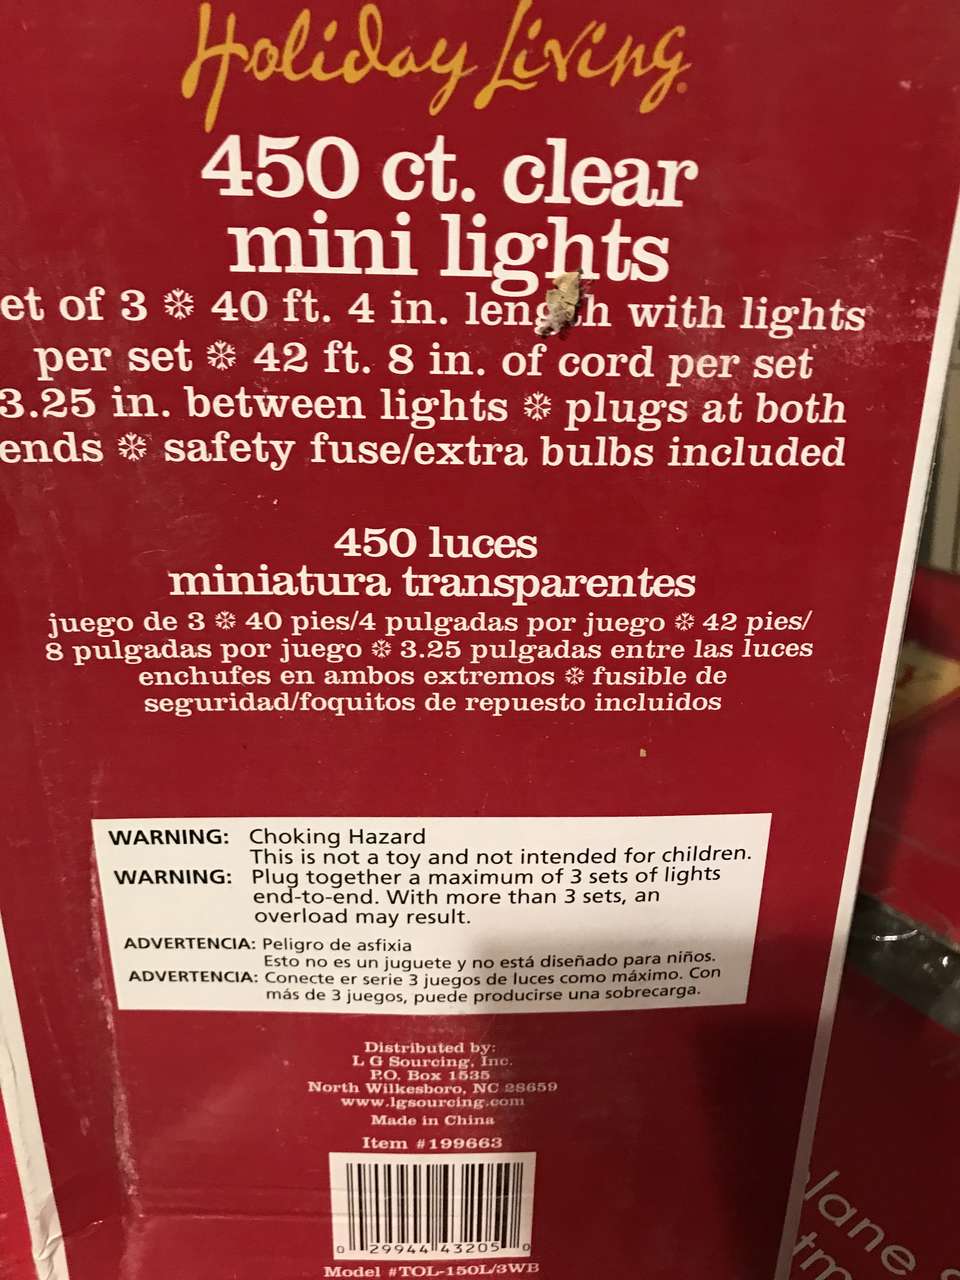 Holiday Living
450 ct. clear
mini lights
et of 3 ❄ 40 ft. 4 in. length with lights
per set ❄ 42 ft. 8 in. of cord per set
3.25 in. between lights ❄ plugs at both
ends ❄ safety fuse/extra bulbs included
450 luces
miniatura transparentes
juego de 3 ❄ 40 pies/4 pulgadas por juego ❄ 42 pies/
8 pulgadas por juego ❄ 3.25 pulgadas entre las luces
enchufes en ambos extremos ❄ fusible de
seguridad/foquitos de repuesto incluidos
WARNING: Choking Hazard
This is not a toy and not intended for children.
WARNING: Plug together a maximum of 3 sets of lights
end-to-end. With more than 3 sets, an
overload may result.
ADVERTENCIA: Peligro de asfixia
Esto no es un juguete y no está diseñado para niños.
ADVERTENCIA: Conecte er serie 3 juegos de luces como máximo. Con
más de 3 juegos, puede producirse una sobrecarga.
Distributed by:
L G Sourcing, Inc.
P.O. Box 1535
North Wilkesboro, NC 28659
www.lgsourcing.com
Made in China
Item #199663
0 29944 43205 0
Model #TOL-150L/3WB